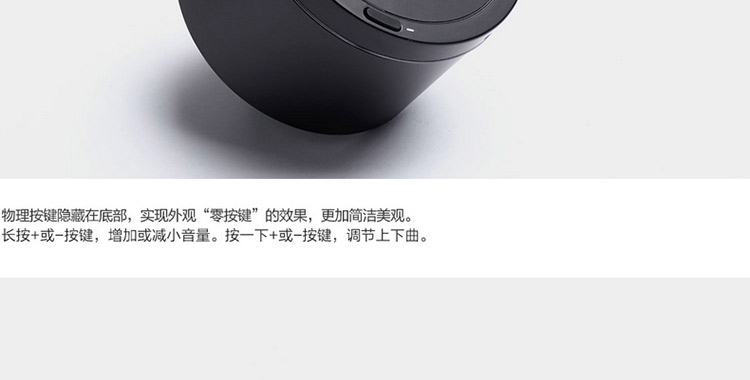 物理按键隐藏在底部，实现外观“零按键”的效果，更加简洁美观。
长按+或-按键，增加或减小音量。按一下+或-按键，调节上下曲。